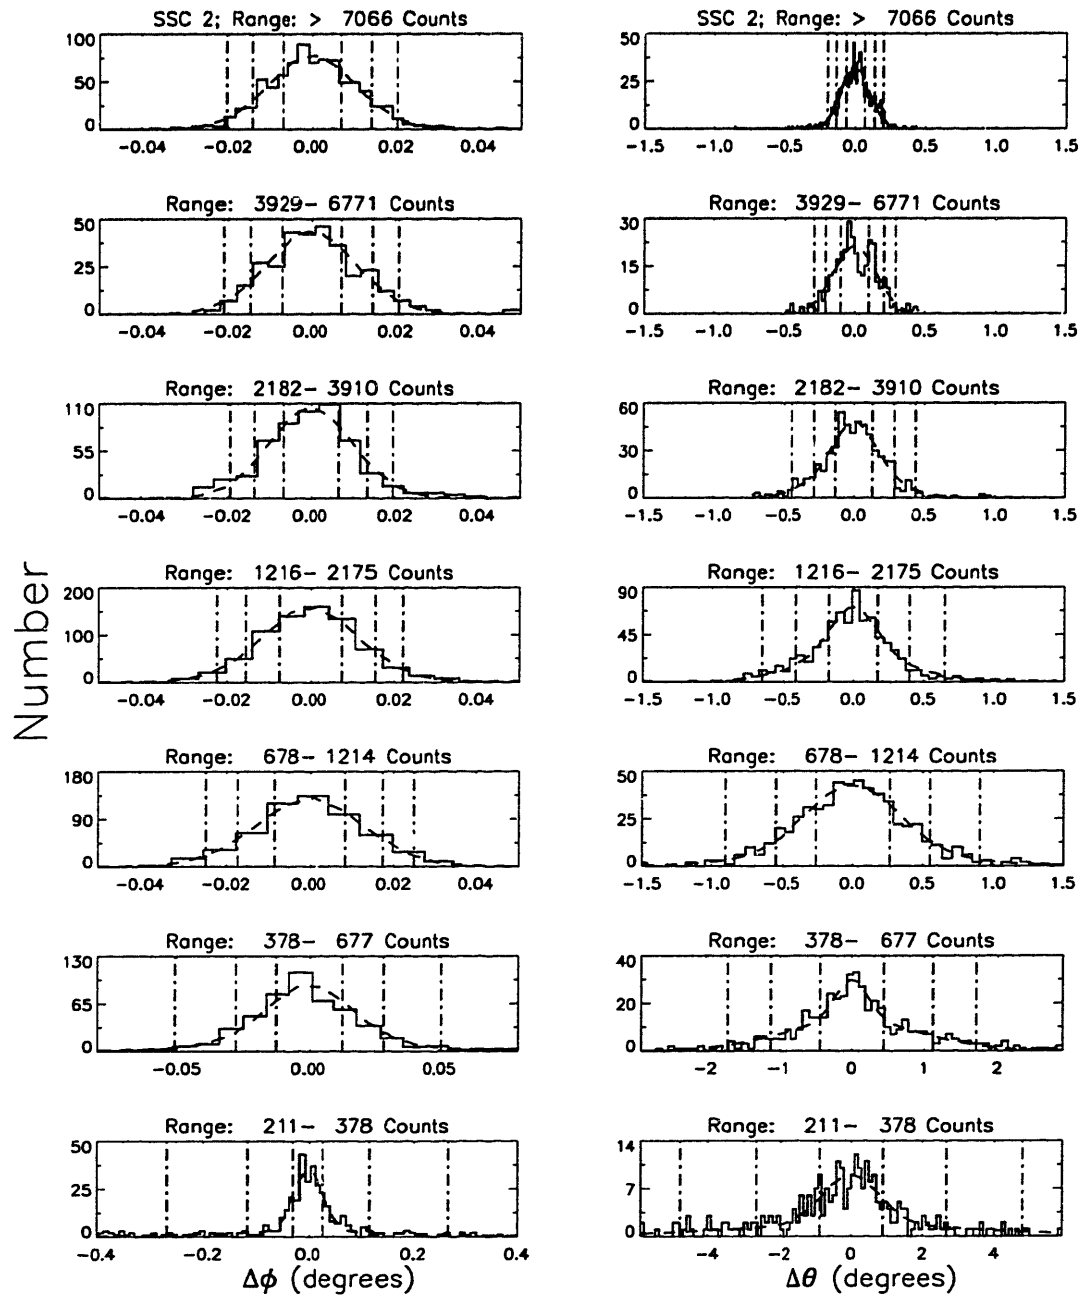 SSC 2; Range: > 7066 Counts
SSC 2; Range: > 7066 Counts
100
50
0
50
25
0
-0.04 -0.02 0.00 0.02 0.04
-1.5 -1.0 -0.5 0.0 0.5 1.0 1.5
Range: 3929- 6771 Counts
Range: 3929- 6771 Counts
50
25
0
30
15
0
-0.04 -0.02 0.00 0.02 0.04
-1.5 -1.0 -0.5 0.0 0.5 1.0 1.5
Range: 2182- 3910 Counts
Range: 2182- 3910 Counts
110
55
0
60
30
0
-0.04 -0.02 0.00 0.02 0.04
-1.5 -1.0 -0.5 0.0 0.5 1.0 1.5
Number
Range: 1216- 2175 Counts
Range: 1216- 2175 Counts
200
100
0
90
45
0
-0.04 -0.02 0.00 0.02 0.04
-1.5 -1.0 -0.5 0.0 0.5 1.0 1.5
Range: 678- 1214 Counts
Range: 678- 1214 Counts
180
90
0
50
25
0
-0.04 -0.02 0.00 0.02 0.04
-1.5 -1.0 -0.5 0.0 0.5 1.0 1.5
Range: 378- 677 Counts
Range: 378- 677 Counts
130
65
0
40
20
0
-0.05 0.00 0.05
-2 -1 0 1 2
Range: 211- 378 Counts
Range: 211- 378 Counts
50
25
0
14
7
0
-0.4 -0.2 0.0 0.2 0.4
-4 -2 0 2 4
Δφ (degrees)
Δθ (degrees)